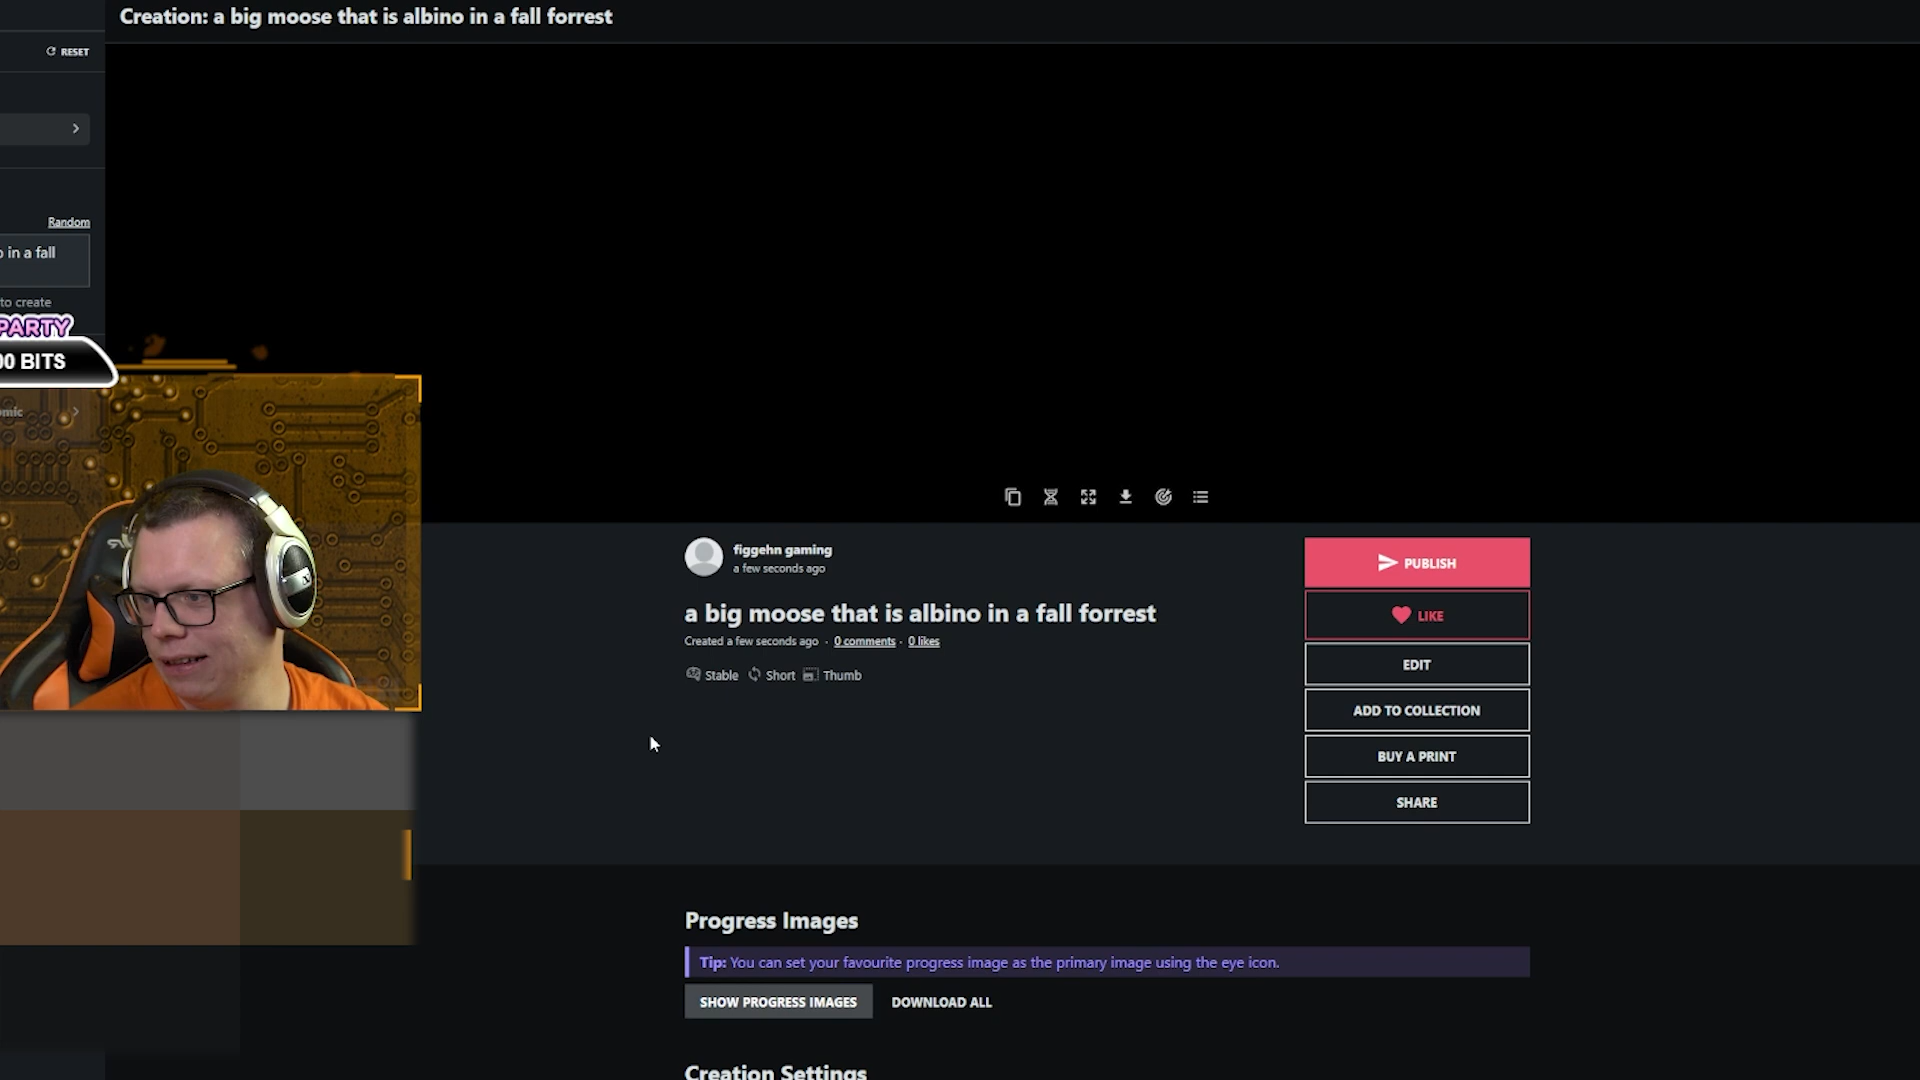 Creation: a big moose that is albino in a fall forrest
RESET
Random
in a fall
to create
PARTY
00 BITS
figgehn gaming
a few seconds ago
PUBLISH
LIKE
a big moose that is albino in a fall forrest
Created a few seconds ago · 0 comments · 0 likes
EDIT
Stable Short Thumb
ADD TO COLLECTION
BUY A PRINT
SHARE
Progress Images
Tip: You can set your favourite progress image as the primary image using the eye icon.
SHOW PROGRESS IMAGES DOWNLOAD ALL
Creation Settings